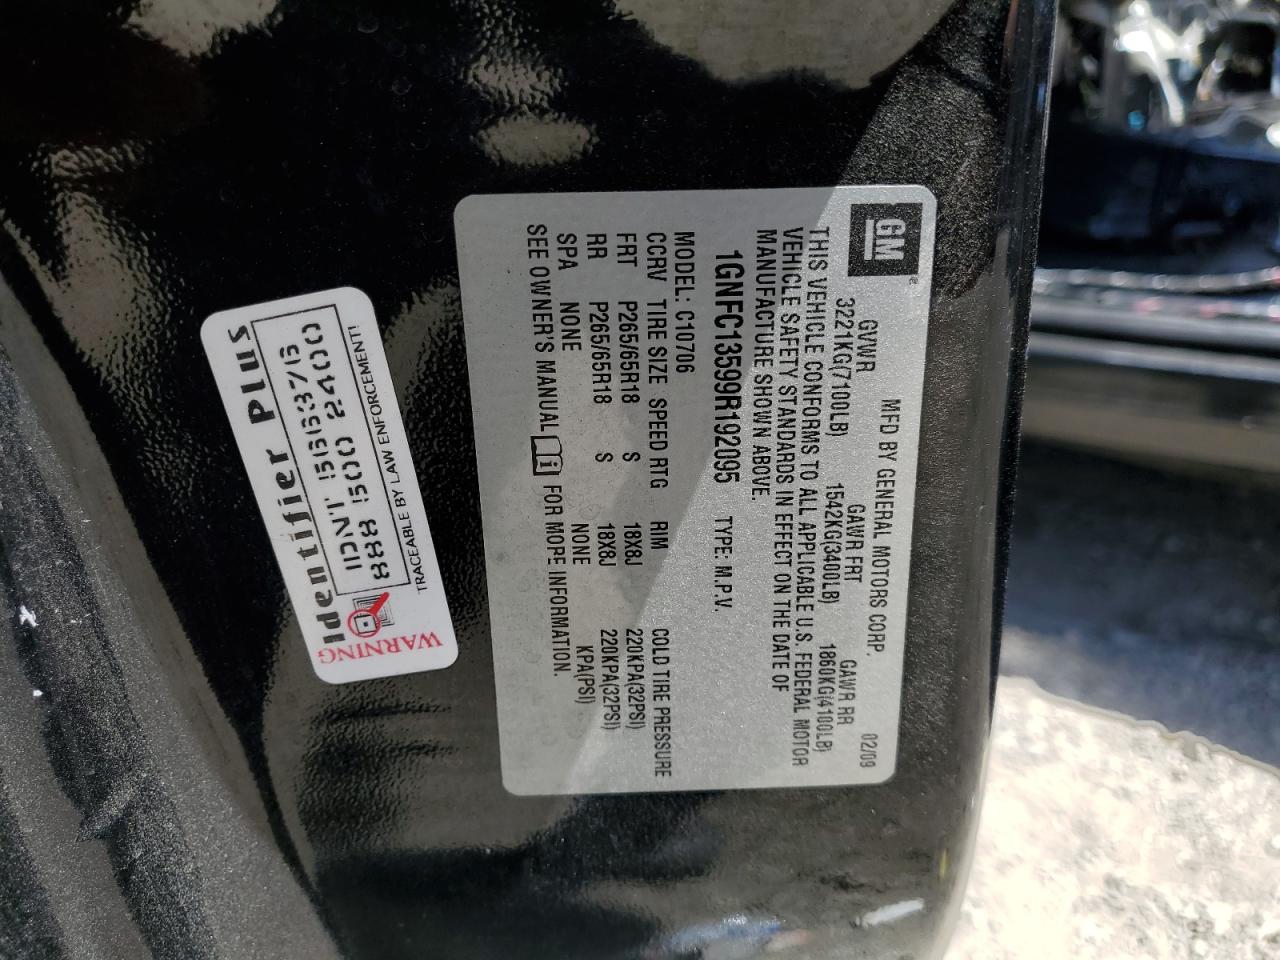 GM
MFD BY GENERAL MOTORS CORP. 02/09
GVWR GAWR FRT GAWR RR
3221KG(7100LB) 1542KG(3400LB) 1860KG(4100LB)
THIS VEHICLE CONFORMS TO ALL APPLICABLE U.S. FEDERAL MOTOR
VEHICLE SAFETY STANDARDS IN EFFECT ON THE DATE OF
MANUFACTURE SHOWN ABOVE.
1GNFC13599R192095 TYPE: M.P.V.
MODEL: C10706
CCRV TIRE SIZE SPEED RTG RIM COLD TIRE PRESSURE
FRT P265/65R18 S 18X8J 220KPA(32PSI)
RR P265/65R18 S 18X8J 220KPA(32PSI)
SPA NONE NONE KPA(PSI)
SEE OWNER'S MANUAL FOR MORE INFORMATION.
Identifier Plus
IDNT
888 500 2400
TRACEABLE BY LAW ENFORCEMENT!
WARNING